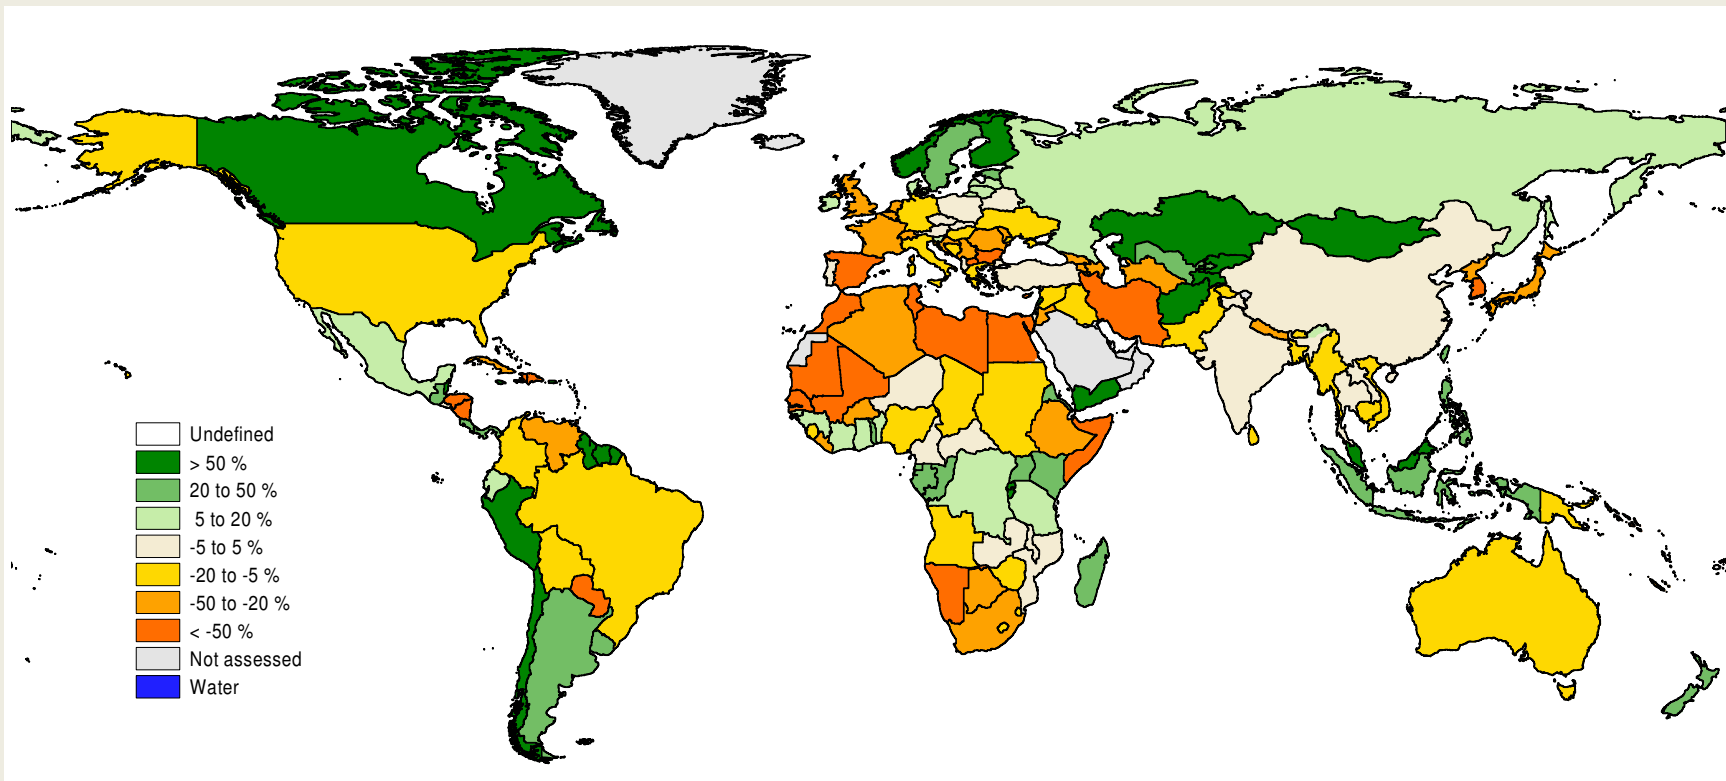 Undefined
> 50 %
20 to 50 %
5 to 20 %
-5 to 5 %
-20 to -5 %
-50 to -20 %
< -50 %
Not assessed
Water